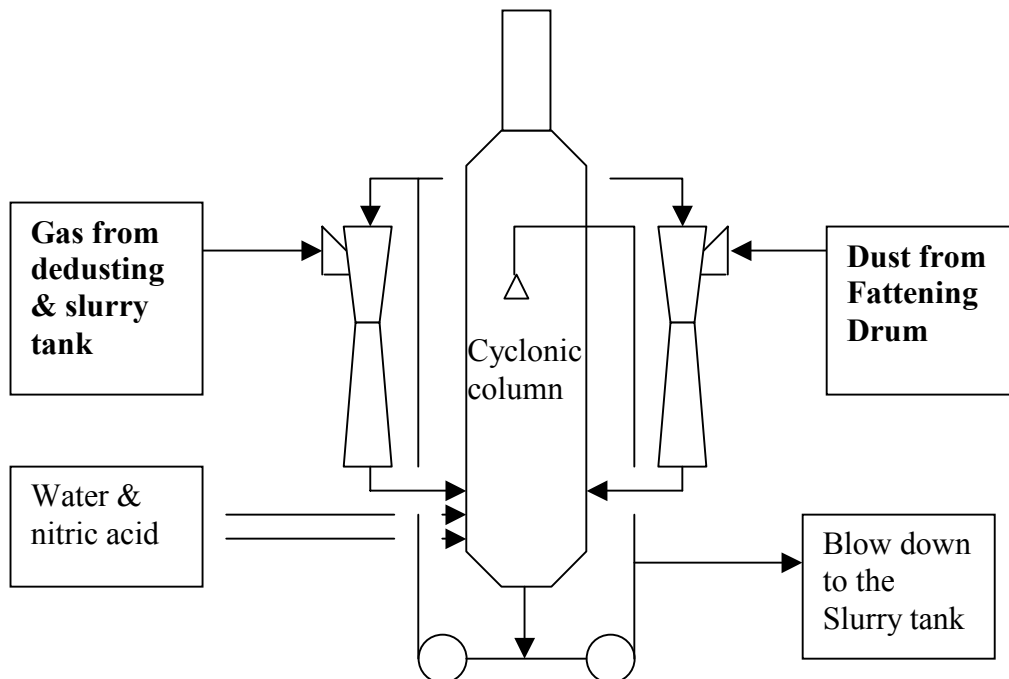 Gas from
dedusting
& slurry
tank
Dust from
Fattening
Drum
Cyclonic
column
Water &
nitric acid
Blow down
to the
Slurry tank